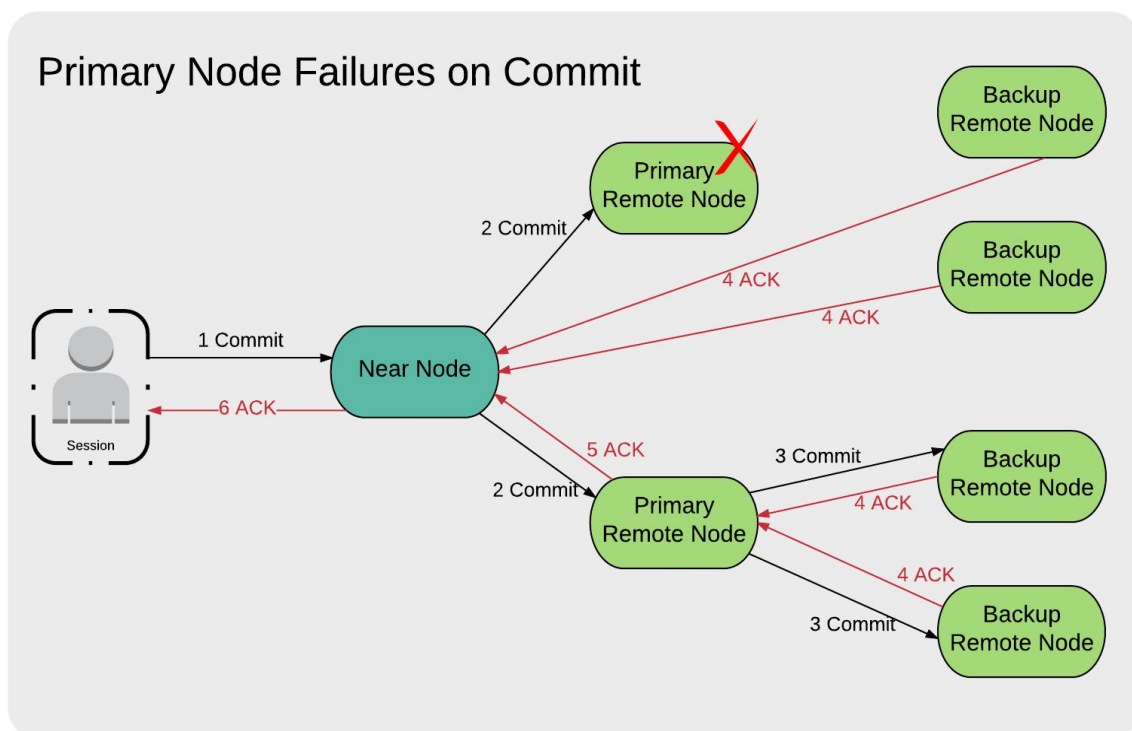 Primary Node Failures on Commit
Backup
Remote Node
Primary
Remote Node
2 Commit
Backup
Remote Node
4 ACK
4 ACK
1 Commit
Near Node
6 ACK
Session
5 ACK
2 Commit
Primary
Remote Node
3 Commit
Backup
Remote Node
4 ACK
4 ACK
3 Commit
Backup
Remote Node